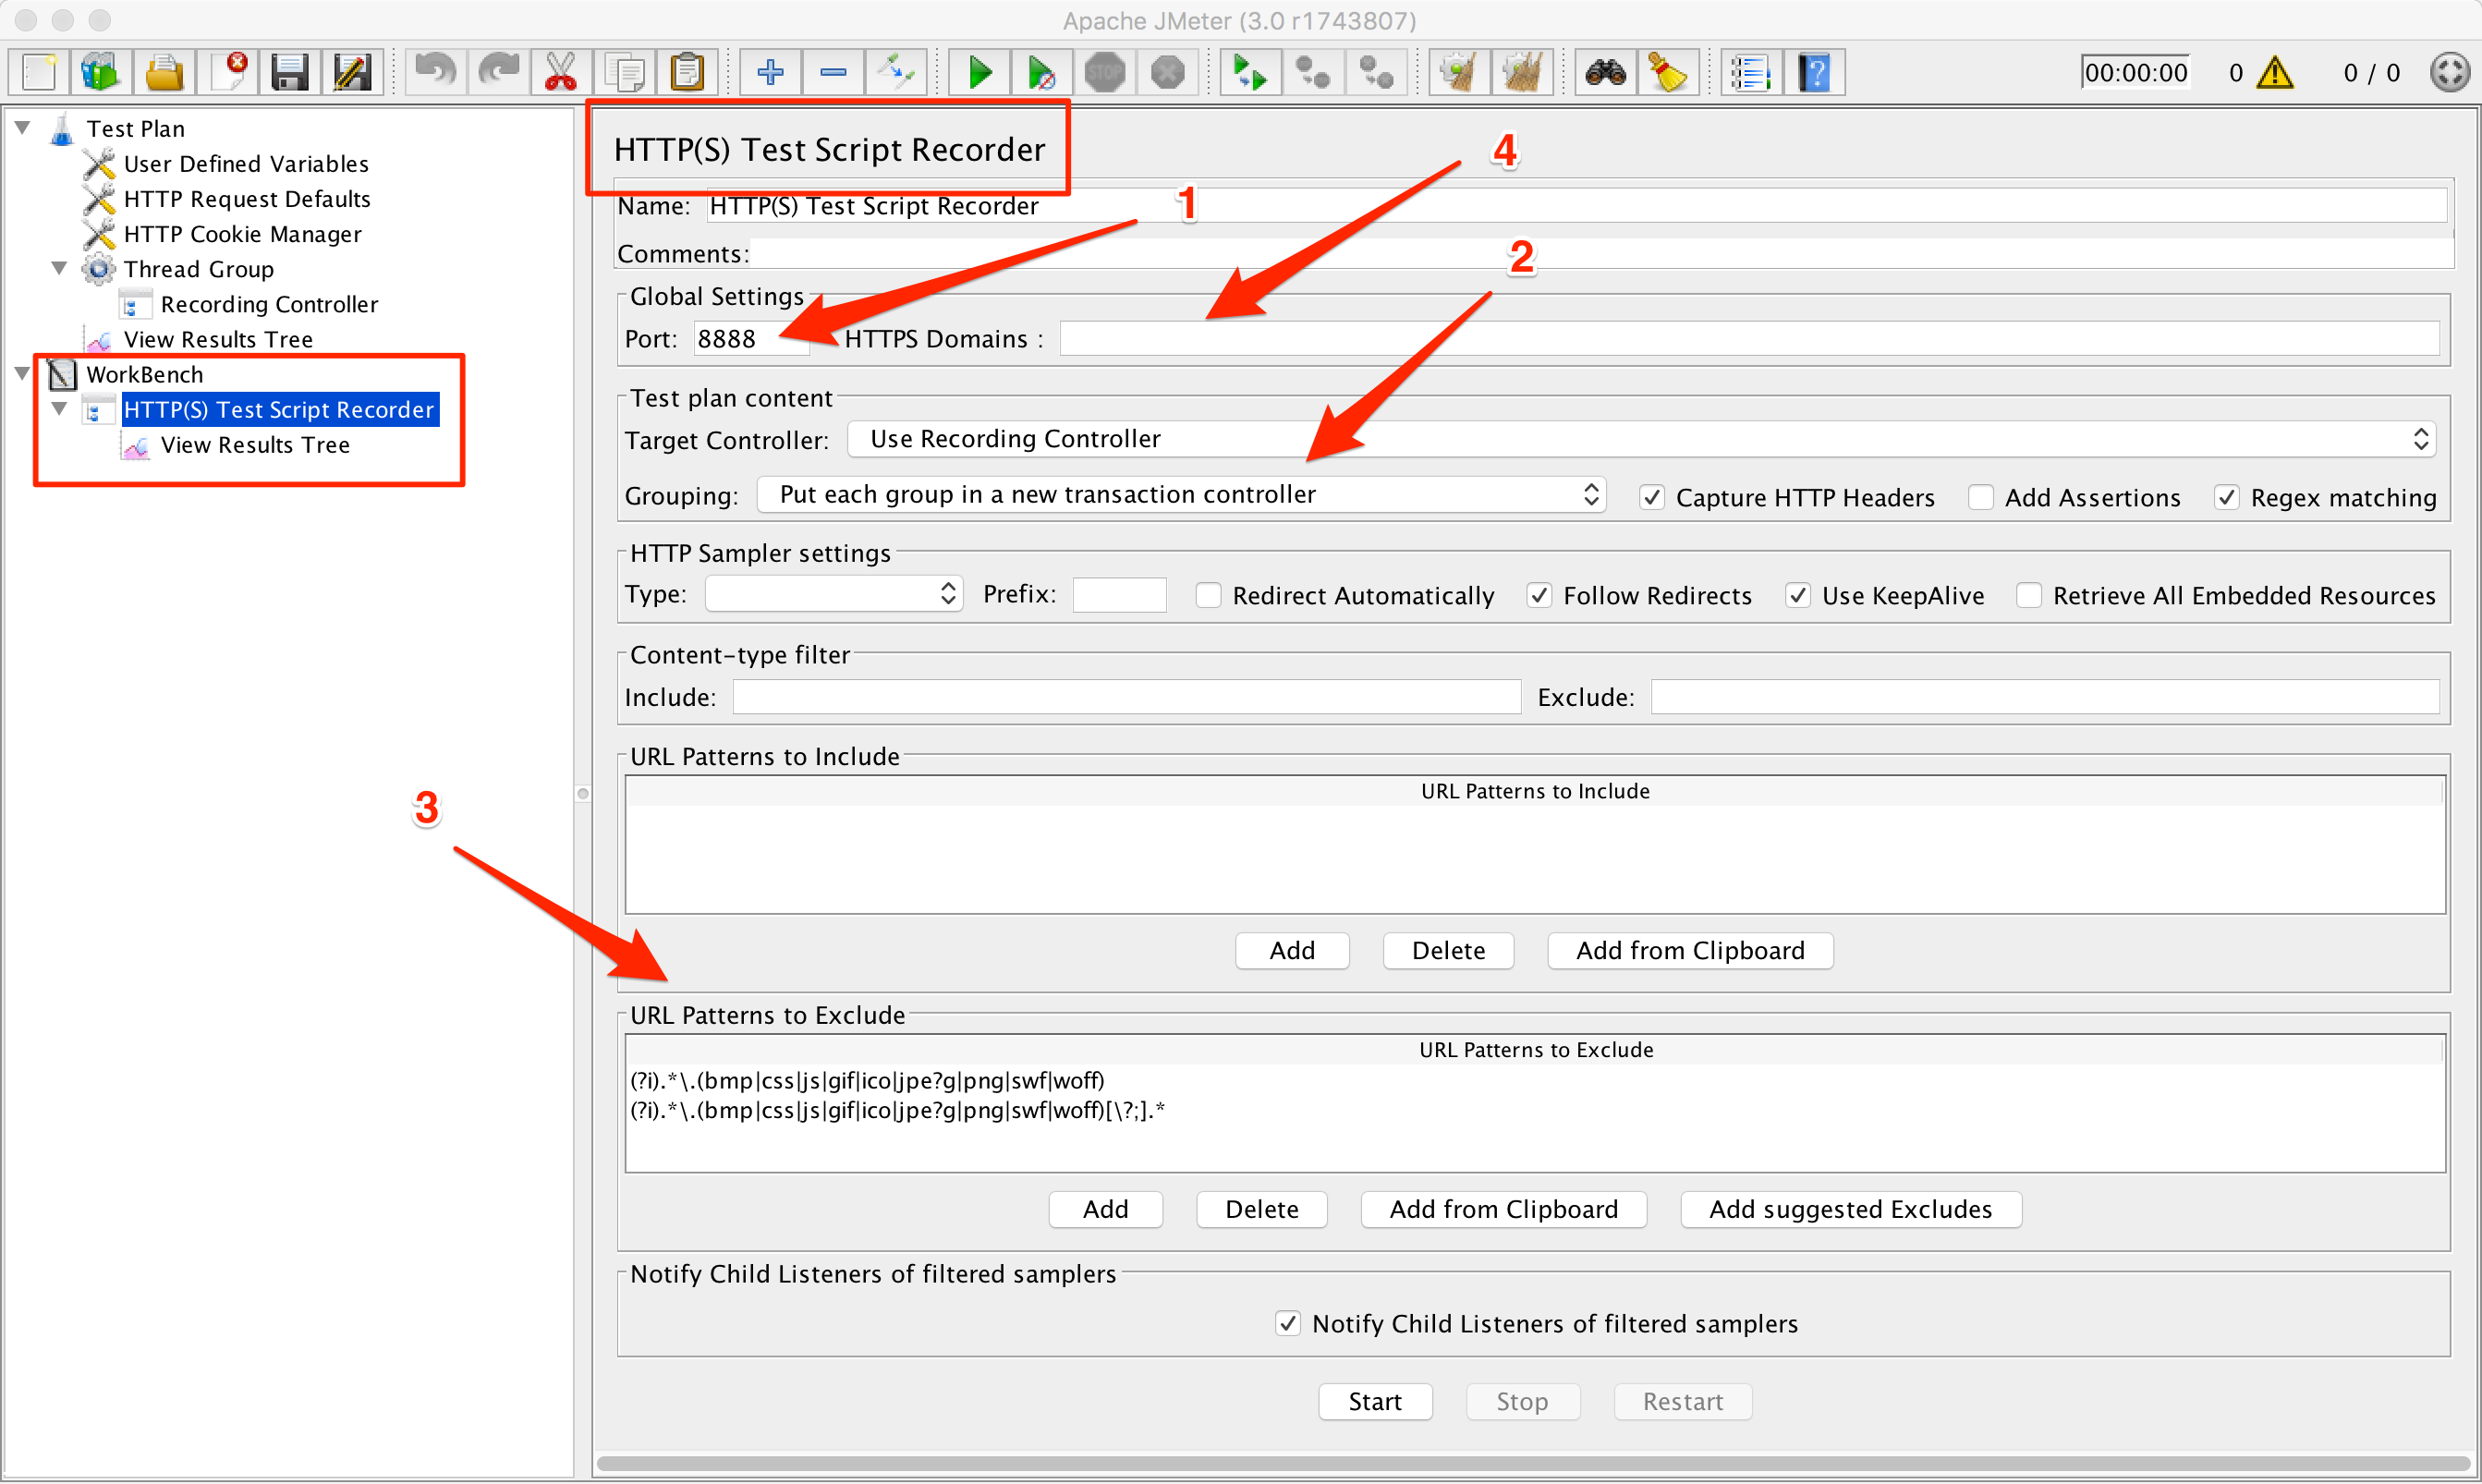 Apache JMeter (3.0 r1743807)
STOP
00:00:00 0 0 / 0
Test Plan
User Defined Variables
HTTP Request Defaults
HTTP Cookie Manager
Thread Group
Recording Controller
View Results Tree
WorkBench
HTTP(S) Test Script Recorder
View Results Tree
3
HTTP(S) Test Script Recorder
4
Name: HTTP(S) Test Script Recorder
1
Comments:
2
Global Settings
Port: 8888 HTTPS Domains :
Test plan content
Target Controller: Use Recording Controller
Grouping: Put each group in a new transaction controller Capture HTTP Headers Add Assertions Regex matching
HTTP Sampler settings
Type: Prefix: Redirect Automatically Follow Redirects Use KeepAlive Retrieve All Embedded Resources
Content-type filter
Include: Exclude:
URL Patterns to Include
URL Patterns to Include
Add Delete Add from Clipboard
URL Patterns to Exclude
URL Patterns to Exclude
(?i).*\.(bmp|css|js|gif|ico|jpe?g|png|swf|woff)
(?i).*\.(bmp|css|js|gif|ico|jpe?g|png|swf|woff)[\?;].*
Add Delete Add from Clipboard Add suggested Excludes
Notify Child Listeners of filtered samplers
Notify Child Listeners of filtered samplers
Start Stop Restart